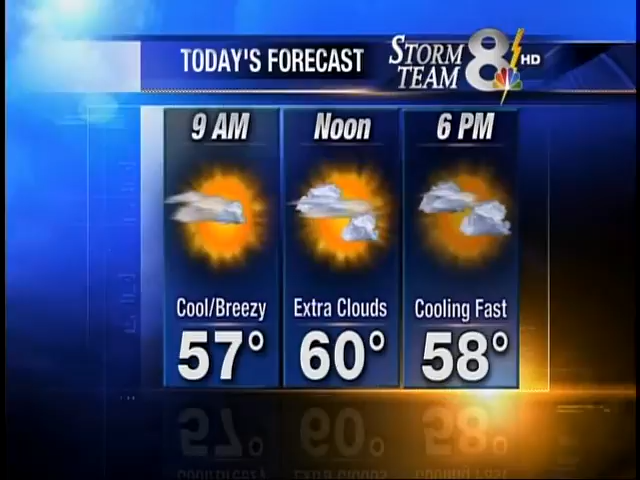 TODAY'S FORECAST
STORM TEAM 8 HD
9 AM
Noon
6 PM
Cool/Breezy
Extra Clouds
Cooling Fast
57°
60°
58°